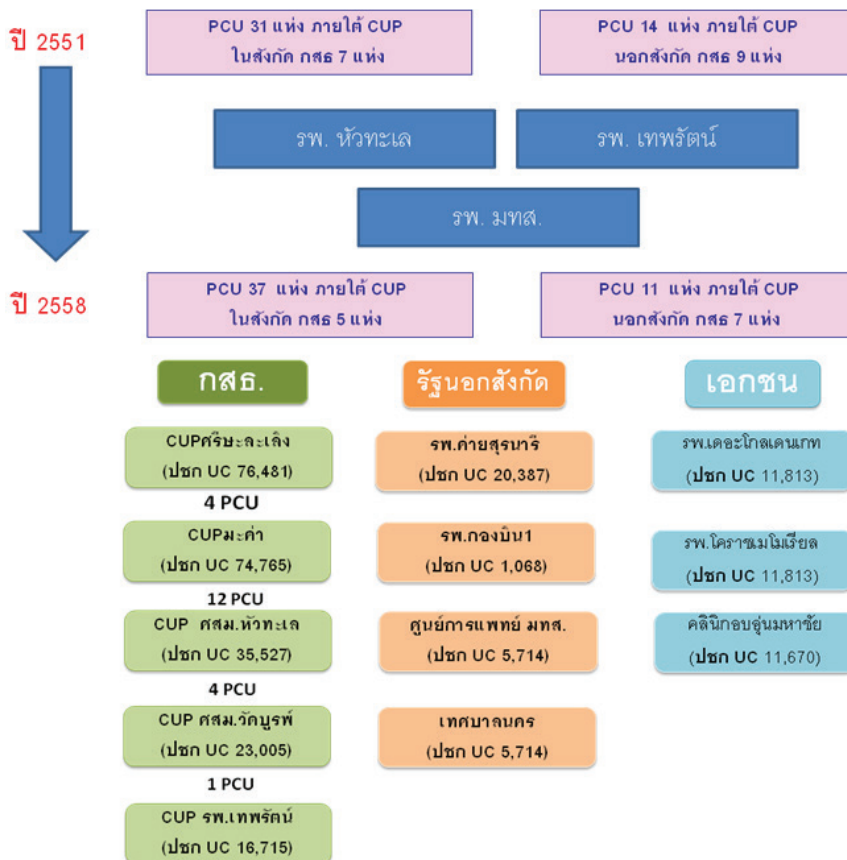 ปี 2551
PCU 31 แห่ง ภายใต้ CUP
ในสังกัด กสธ 7 แห่ง
PCU 14 แห่ง ภายใต้ CUP
นอกสังกัด กสธ 9 แห่ง
รพ. หัวทะเล
รพ. เทพรัตน์
รพ. มทส.
ปี 2558
PCU 37 แห่ง ภายใต้ CUP
ในสังกัด กสธ 5 แห่ง
PCU 11 แห่ง ภายใต้ CUP
นอกสังกัด กสธ 7 แห่ง
กสธ.
CUPศรีษะละเลิง
(ปชก UC 76,481)
4 PCU
CUPมะค่า
(ปชก UC 74,765)
12 PCU
CUP ศสม.หัวทะเล
(ปชก UC 35,527)
4 PCU
CUP ศสม.วัดบูรพ์
(ปชก UC 23,005)
1 PCU
CUP รพ.เทพรัตน์
(ปชก UC 16,715)
รัฐนอกสังกัด
รพ.ค่ายสุรนารี
(ปชก UC 20,387)
รพ.กองบิน1
(ปชก UC 1,068)
ศูนย์การแพทย์ มทส.
(ปชก UC 5,714)
เทศบาลนคร
(ปชก UC 5,714)
เอกชน
รพ.เดอะโกลเดนเกท
(ปชก UC 11,813)
รพ.โคราชเมโมเรียล
(ปชก UC 11,813)
คลินิกอบอุ่นมหาชัย
(ปชก UC 11,670)